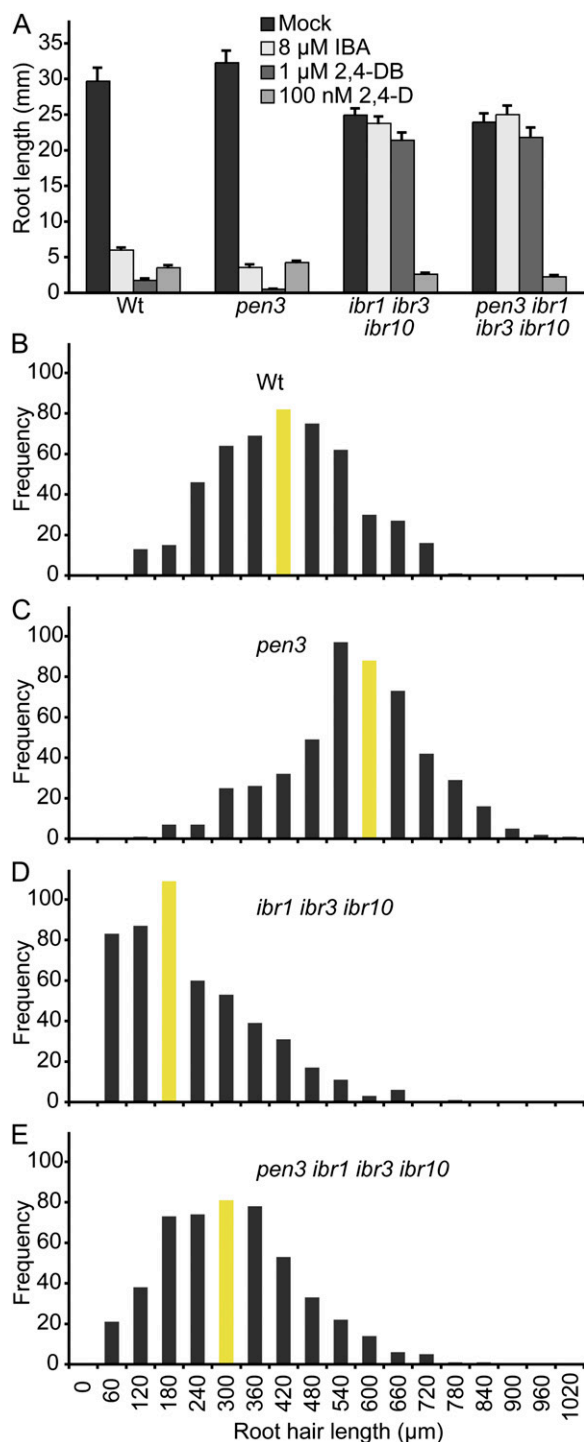 A
Mock
8 µM IBA
1 µM 2,4-DB
100 nM 2,4-D
Root length (mm)
35
30
25
20
15
10
5
0
Wt
pen3
ibr1 ibr3
ibr10
pen3 ibr1
ibr3 ibr10
B
Wt
Frequency
100
80
60
40
20
0
C
pen3
Frequency
100
80
60
40
20
0
D
ibr1 ibr3 ibr10
Frequency
100
80
60
40
20
0
E
pen3 ibr1 ibr3 ibr10
Frequency
100
80
60
40
20
0
0
60
120
180
240
300
360
420
480
540
600
660
720
780
840
900
960
1020
Root hair length (µm)